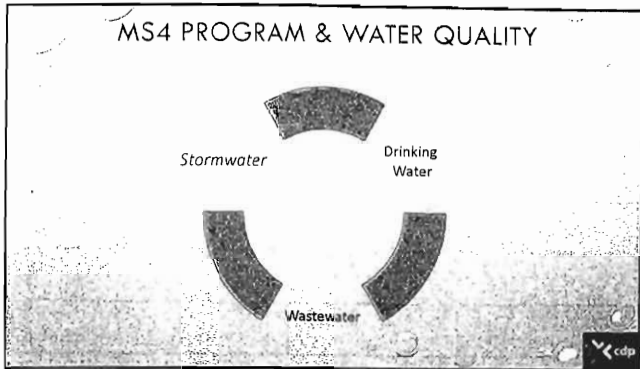 MS4 PROGRAM & WATER QUALITY
Stormwater
Drinking
Water
Wastewater
cdp